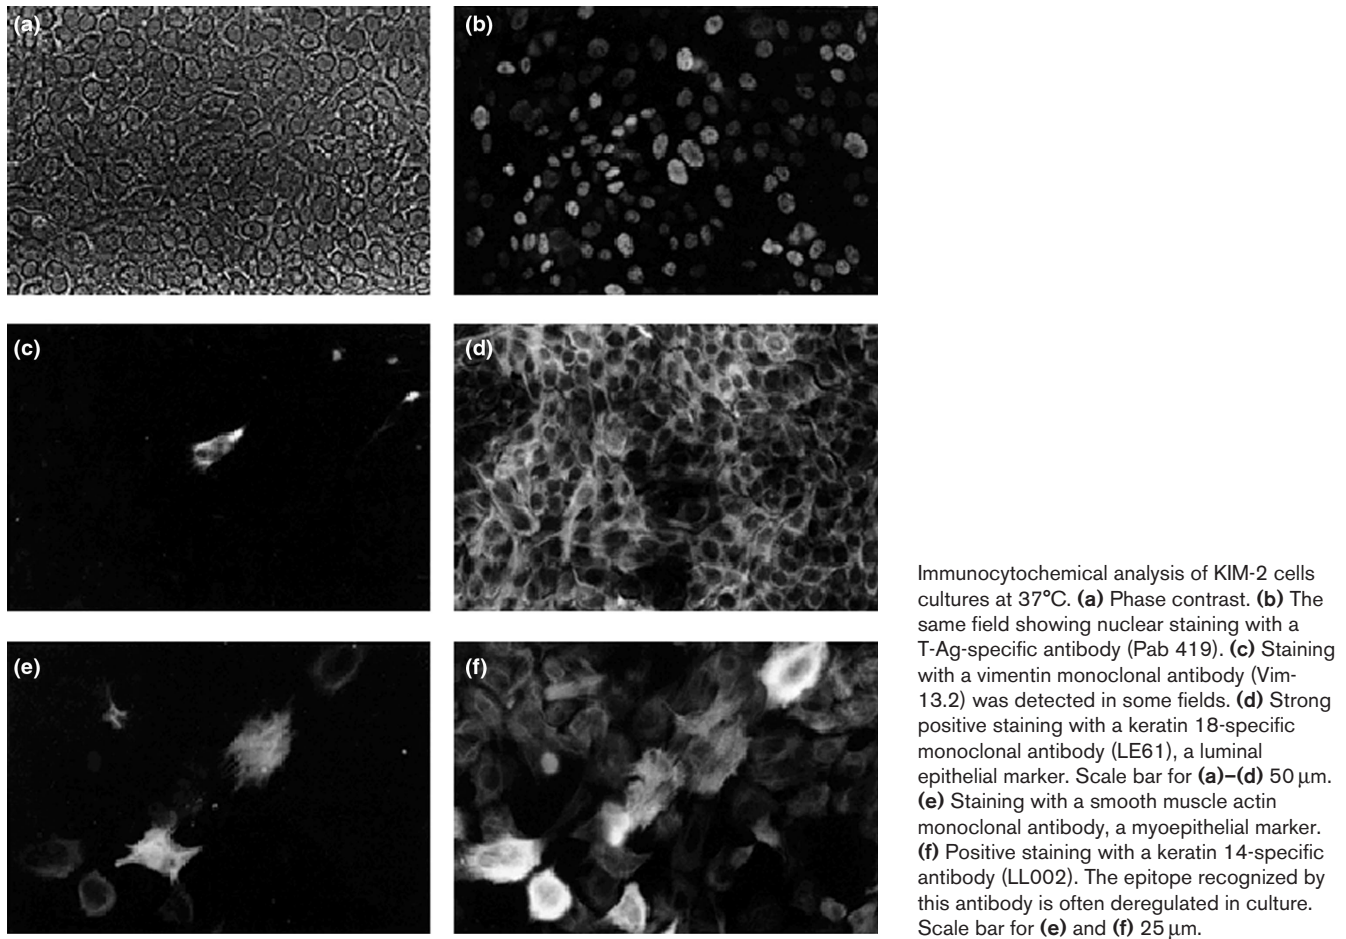 (a)
(b)
(c)
(d)
(e)
(f)
Immunocytochemical analysis of KIM-2 cells
cultures at 37°C. (a) Phase contrast. (b) The
same field showing nuclear staining with a
T-Ag-specific antibody (Pab 419). (c) Staining
with a vimentin monoclonal antibody (Vim-
13.2) was detected in some fields. (d) Strong
positive staining with a keratin 18-specific
monoclonal antibody (LE61), a luminal
epithelial marker. Scale bar for (a)–(d) 50 μm.
(e) Staining with a smooth muscle actin
monoclonal antibody, a myoepithelial marker.
(f) Positive staining with a keratin 14-specific
antibody (LL002). The epitope recognized by
this antibody is often deregulated in culture.
Scale bar for (e) and (f) 25 μm.